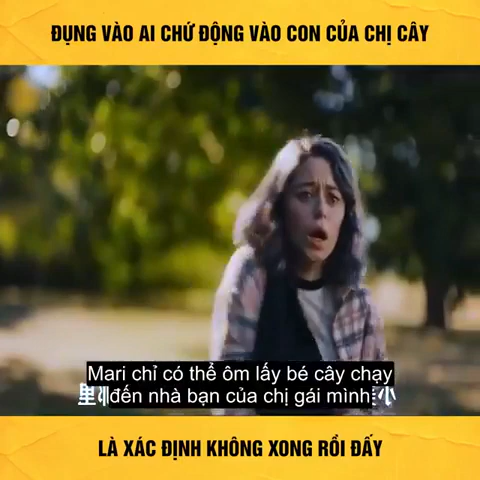 ĐỤNG VÀO AI CHỨ ĐỘNG VÀO CON CỦA CHỊ CÂY
Mari chỉ có thể ôm lấy bé cây chạy
đến nhà bạn của chị gái mình
LÀ XÁC ĐỊNH KHÔNG XONG RỒI ĐẤY